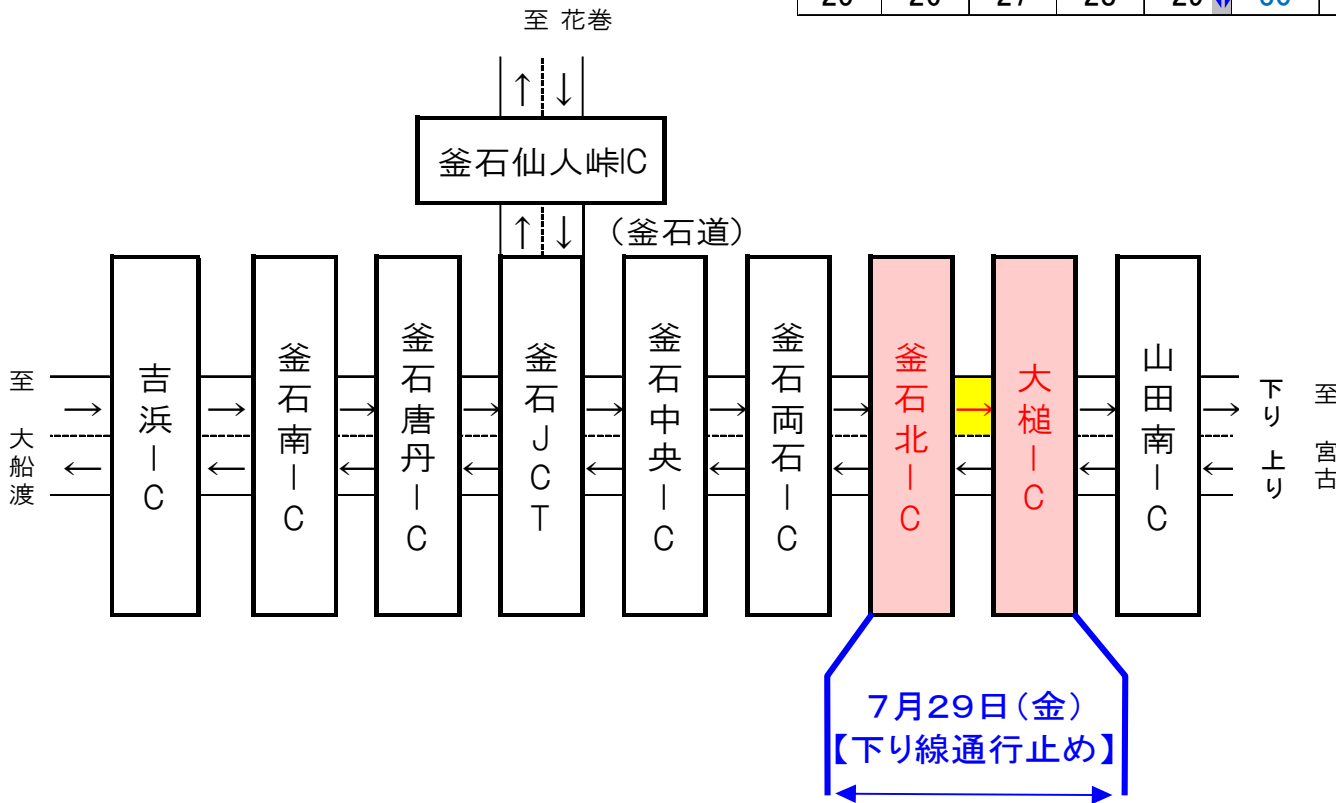 至 花巻
↑ ↓
釜石仙人峠IC
↑ ↓ (釜石道)
至 大船渡
→ ←
吉浜IC
→ ←
釜石南IC
→ ←
釜石唐丹IC
→ ←
釜石JCT
→ ←
釜石中央IC
→ ←
釜石両石IC
→ ←
釜石北IC
→ ←
大槌IC
→ ←
山田南IC
→ ←
下り
上り
至 宮古
7月29日(金)
【下り線通行止め】